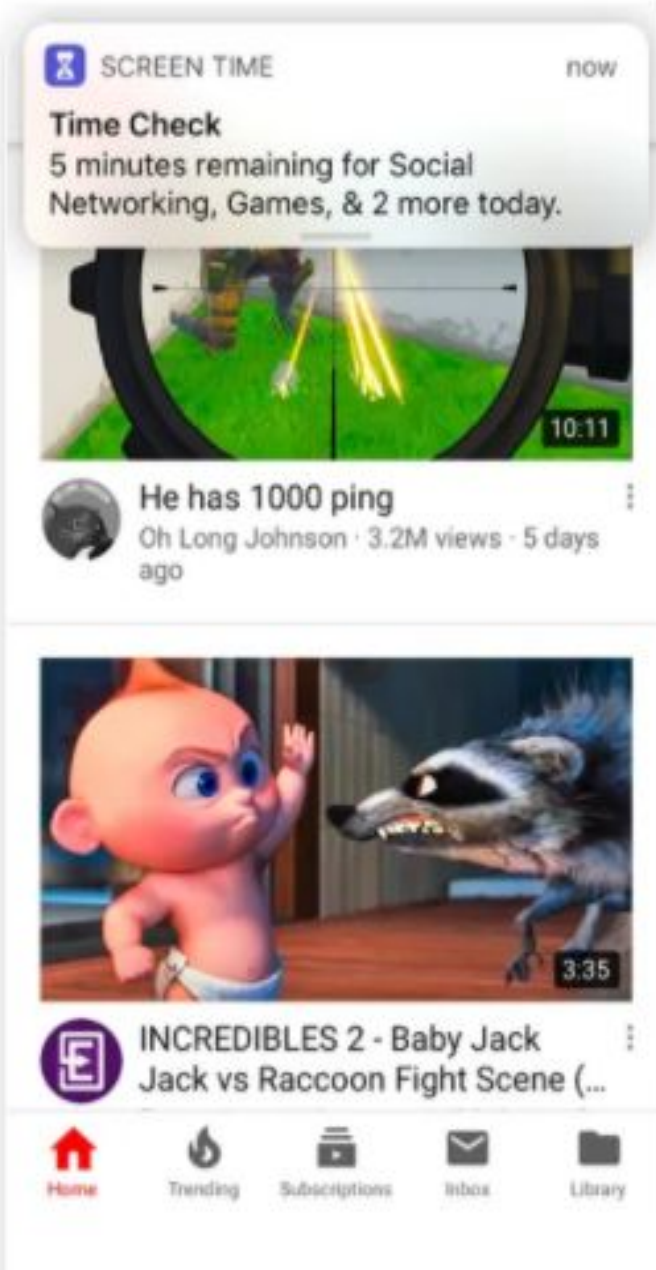 SCREEN TIME now
Time Check
5 minutes remaining for Social
Networking, Games, & 2 more today.
10:11
He has 1000 ping
Oh Long Johnson · 3.2M views · 5 days
ago
3:35
INCREDIBLES 2 - Baby Jack
Jack vs Raccoon Fight Scene (...
Home Trending Subscriptions Inbox Library